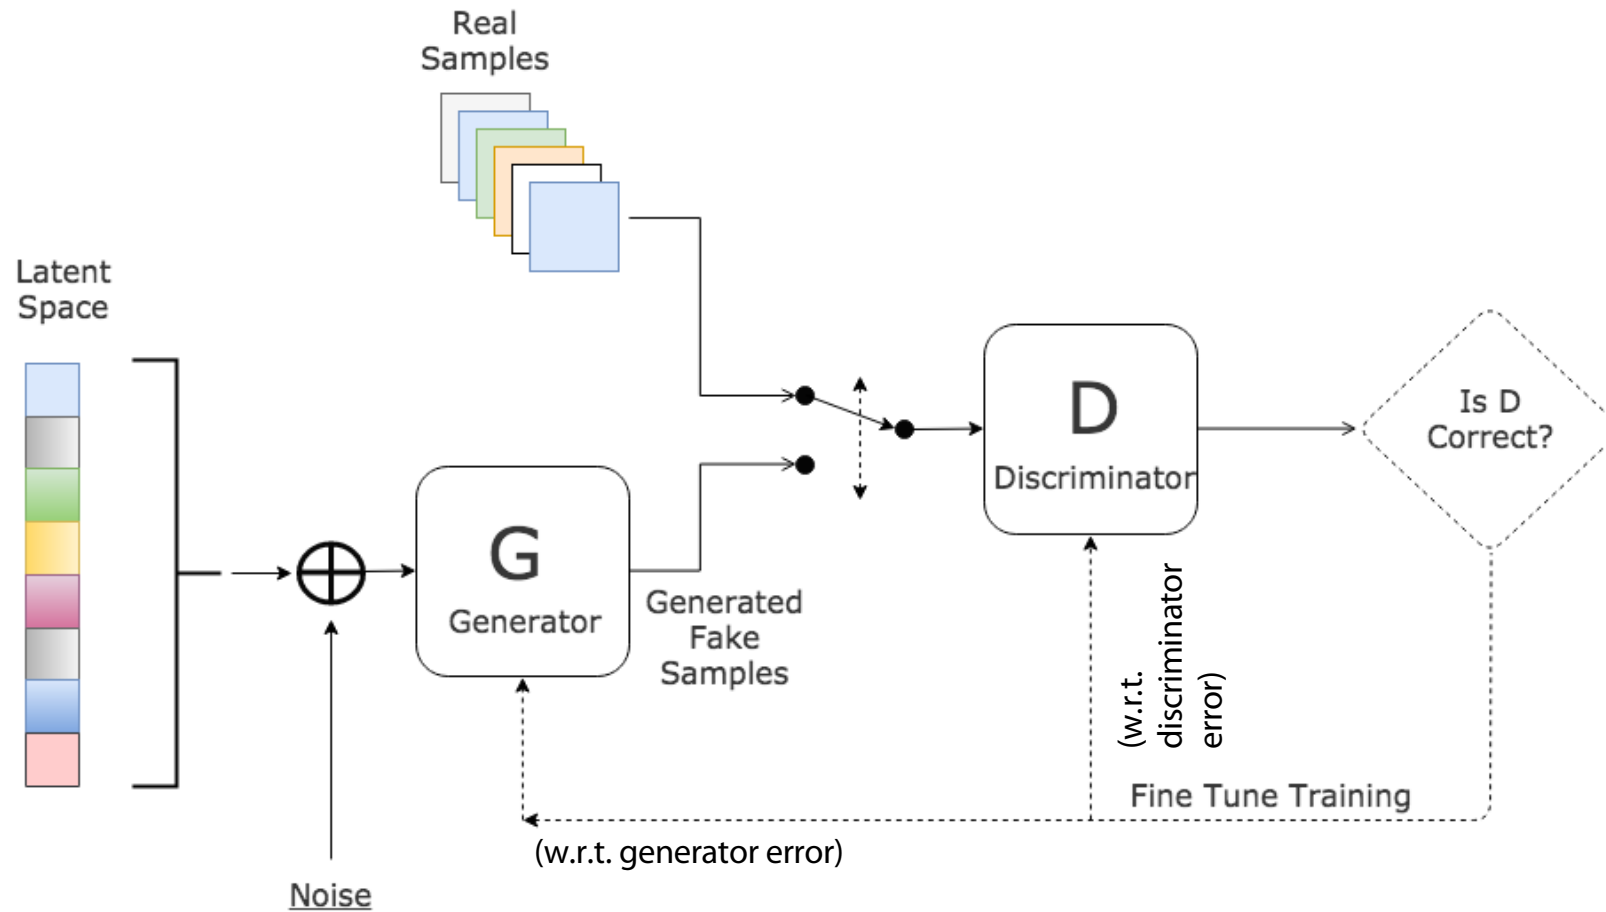 Real
Samples
Latent
Space
Is D
Correct?
D
Discriminator
G
Generator
Generated
Fake
Samples
(w.r.t.
discriminator
error)
Fine Tune Training
(w.r.t. generator error)
Noise